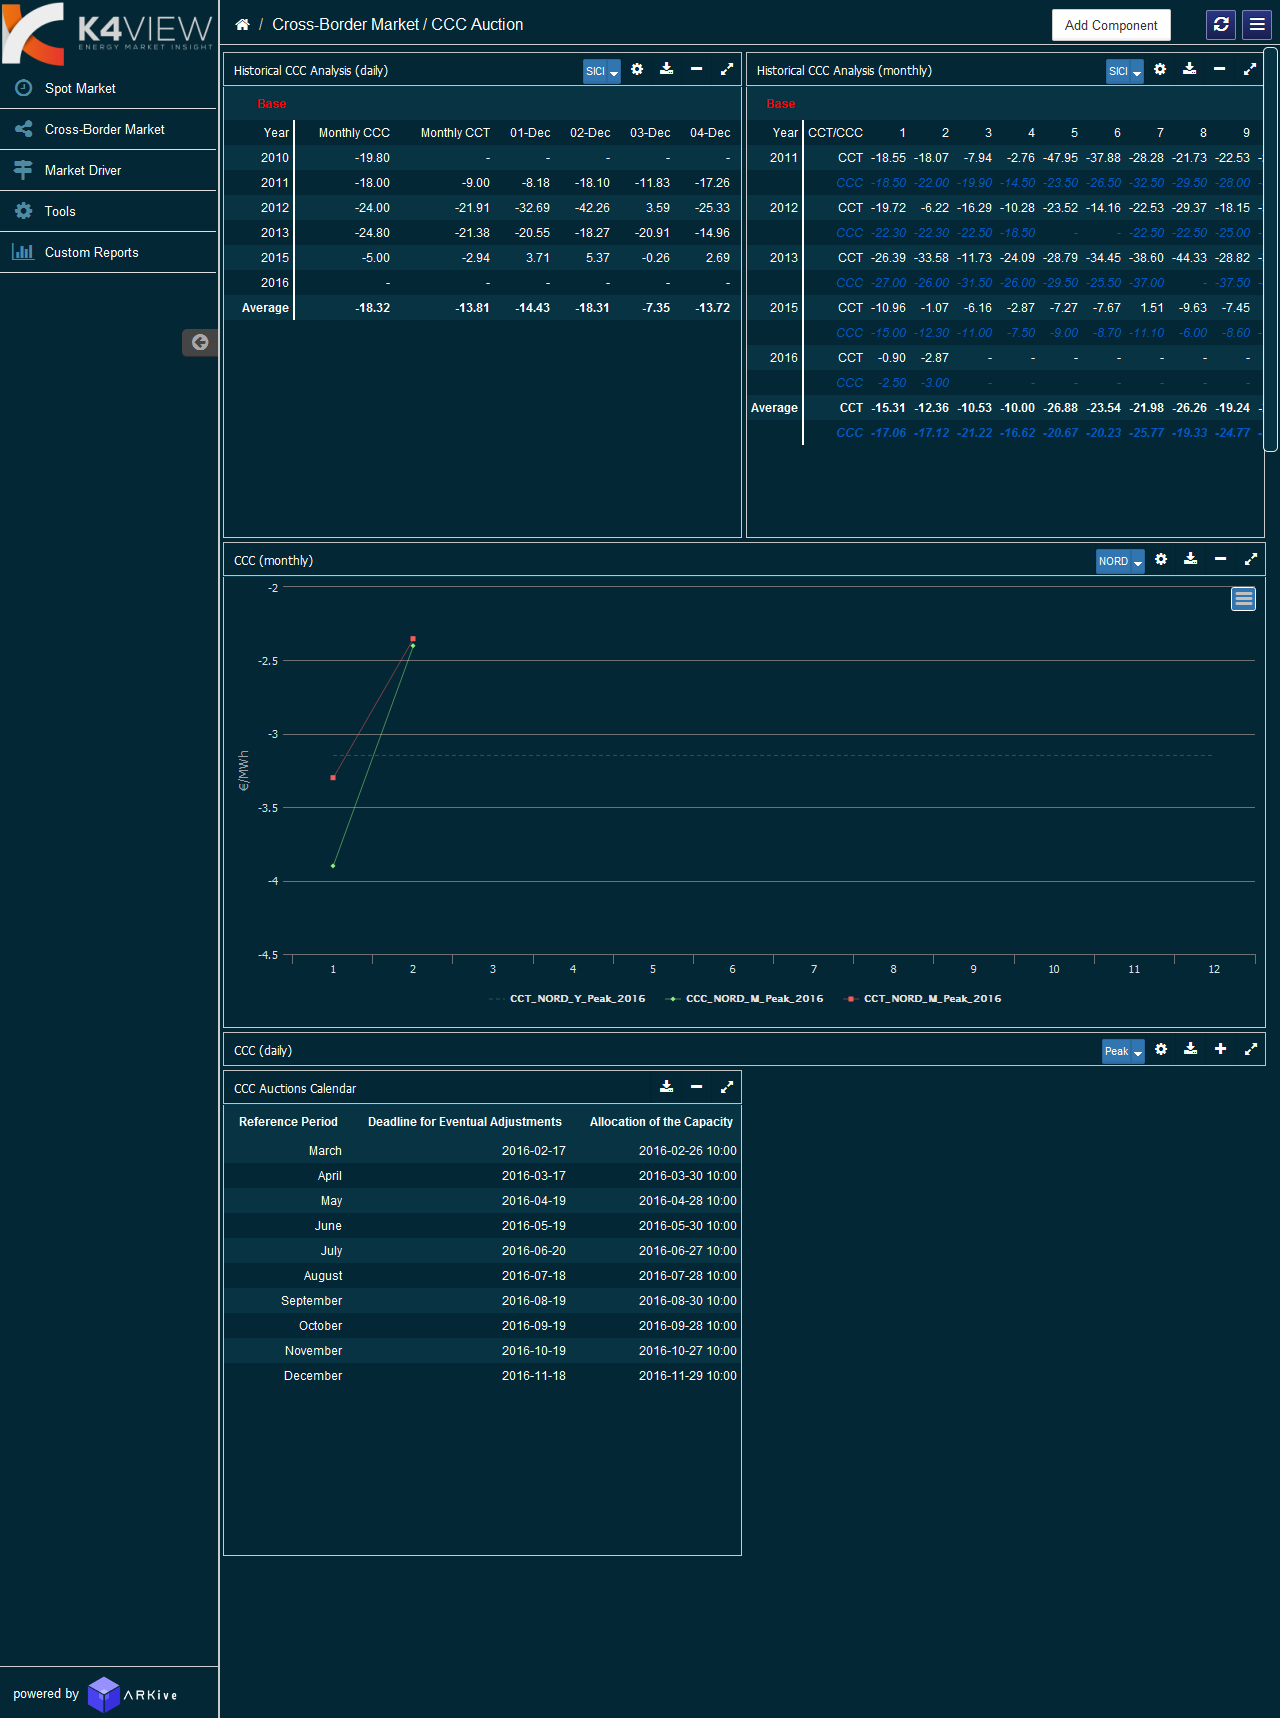 K4VIEW
ENERGY MARKET INSIGHT
/ Cross-Border Market / CCC Auction
Add Component
Spot Market
Cross-Border Market
Market Driver
Tools
Custom Reports
Historical CCC Analysis (daily)
SICI
Base
Year Monthly CCC Monthly CCT 01-Dec 02-Dec 03-Dec 04-Dec
2010 -19.80 - - - - -
2011 -18.00 -9.00 -8.18 -18.10 -11.83 -17.26
2012 -24.00 -21.91 -32.69 -42.26 3.59 -25.33
2013 -24.80 -21.38 -20.55 -18.27 -20.91 -14.96
2015 -5.00 -2.94 3.71 5.37 -0.26 2.69
2016 - - - - - -
Average -18.32 -13.81 -14.43 -18.31 -7.35 -13.72
Historical CCC Analysis (monthly)
SICI
Base
Year CCT/CCC 1 2 3 4 5 6 7 8 9
2011 CCT -18.55 -18.07 -7.94 -2.76 -47.95 -37.88 -28.28 -21.73 -22.53 -
CCC -18.50 -22.00 -19.90 -14.50 -23.50 -26.50 -32.50 -29.50 -28.00 -
2012 CCT -19.72 -6.22 -16.29 -10.28 -23.52 -14.16 -22.53 -29.37 -18.15 -
CCC -22.30 -22.30 -22.50 -18.50 - - -22.50 -22.50 -25.00 -
2013 CCT -26.39 -33.58 -11.73 -24.09 -28.79 -34.45 -38.60 -44.33 -28.82 -
CCC -27.00 -26.00 -31.50 -26.00 -29.50 -25.50 -37.00 - -37.50 -
2015 CCT -10.96 -1.07 -6.16 -2.87 -7.27 -7.67 1.51 -9.63 -7.45
CCC -15.00 -12.30 -11.00 -7.50 -9.00 -8.70 -11.10 -6.00 -8.60 -
2016 CCT -0.90 -2.87 - - - - - - -
CCC -2.50 -3.00 - - - - - - -
Average CCT -15.31 -12.36 -10.53 -10.00 -26.88 -23.54 -21.98 -26.26 -19.24 -
CCC -17.06 -17.12 -21.22 -16.62 -20.67 -20.23 -25.77 -19.33 -24.77 -
CCC (monthly)
NORD
-2
-2.5
-3
-3.5
-4
-4.5
€/MWh
1 2 3 4 5 6 7 8 9 10 11 12
CCT_NORD_Y_Peak_2016 CCC_NORD_M_Peak_2016 CCT_NORD_M_Peak_2016
CCC (daily)
Peak
CCC Auctions Calendar
Reference Period Deadline for Eventual Adjustments Allocation of the Capacity
March 2016-02-17 2016-02-26 10:00
April 2016-03-17 2016-03-30 10:00
May 2016-04-19 2016-04-28 10:00
June 2016-05-19 2016-05-30 10:00
July 2016-06-20 2016-06-27 10:00
August 2016-07-18 2016-07-28 10:00
September 2016-08-19 2016-08-30 10:00
October 2016-09-19 2016-09-28 10:00
November 2016-10-19 2016-10-27 10:00
December 2016-11-18 2016-11-29 10:00
powered by ARKive